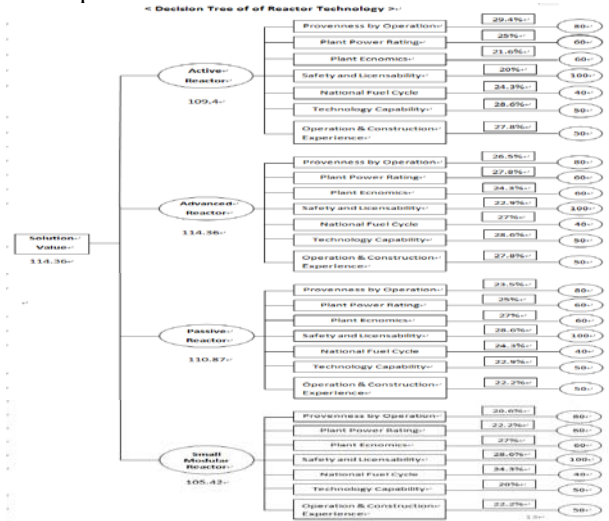 < Decision Tree of of Reactor Technology >
Solution
Value
114.36
Active
Reactor
109.4
Provenness by Operation 29.4% 80
Plant Power Rating 25% 60
Plant Ecnomics 21.6% 60
Safety and Licensability 20% 100
National Fuel Cycle 24.3% 40
Technology Capability 28.6% 50
Operation & Construction
Experience 27.8% 50
Advanced
Reactor
114.36
Provenness by Operation 26.5% 80
Plant Power Rating 27.8% 60
Plant Ecnomics 24.3% 60
Safety and Licensability 22.9% 100
National Fuel Cycle 27% 40
Technology Capability 28.6% 50
Operation & Construction
Experience 27.8% 50
Passive
Reactor
110.87
Provenness by Operation 23.5% 80
Plant Power Rating 25% 60
Plant Ecnomics 27% 60
Safety and Licensability 28.6% 100
National Fuel Cycle 24.3% 40
Technology Capability 22.9% 50
Operation & Construction
Experience 22.2% 50
Small
Modular
Reactor
105.42
Provenness by Operation 20.6% 80
Plant Power Rating 22.2% 60
Plant Ecnomics 27% 60
Safety and Licensability 28.6% 100
National Fuel Cycle 24.3% 40
Technology Capability 20% 50
Operation & Construction
Experience 22.2% 50
13